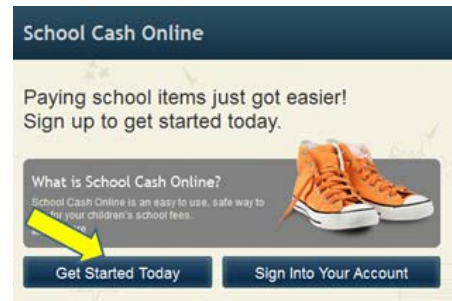 School Cash Online
Paying school items just got easier!
Sign up to get started today.
What is School Cash Online?
School Cash Online is an easy to use, safe way to
for your children's school fees.
Get Started Today
Sign Into Your Account